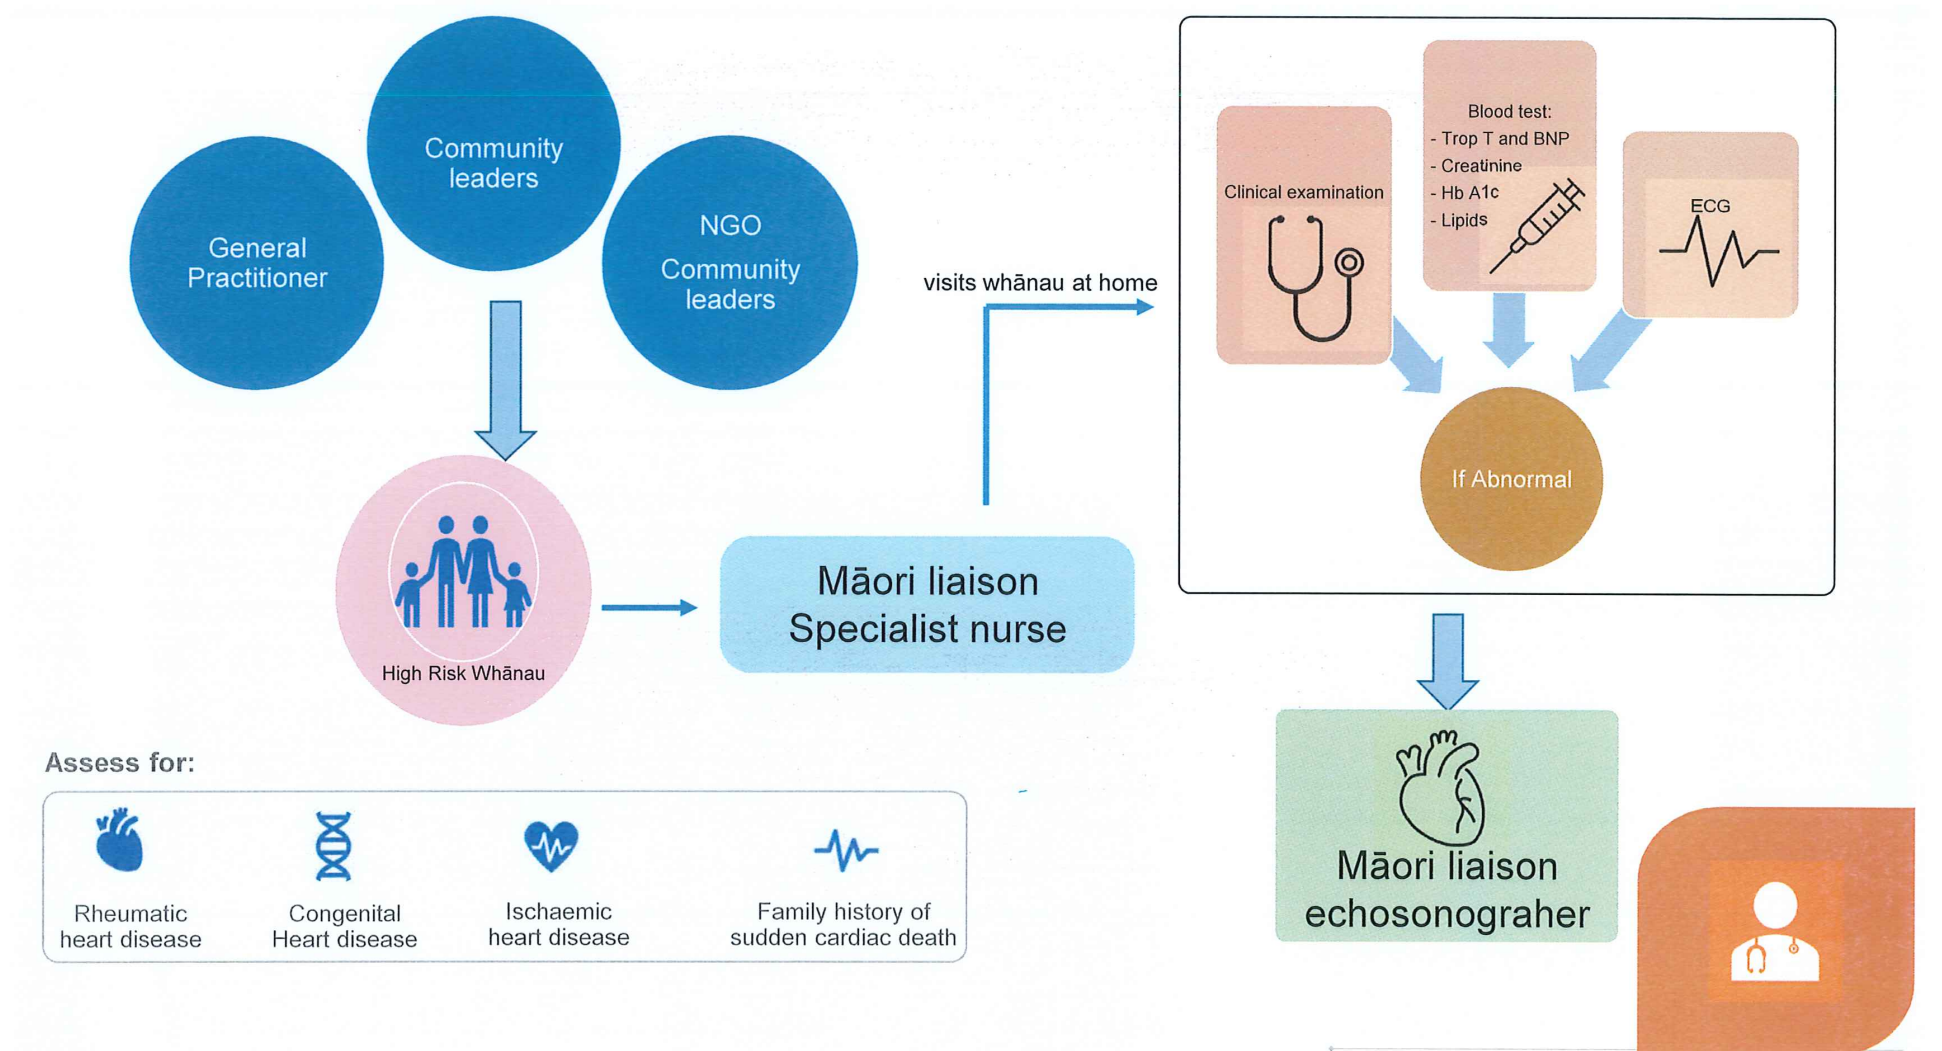 Community
leaders
General
Practitioner
NGO
Community
leaders
High Risk Whānau
Māori liaison
Specialist nurse
visits whānau at home
Clinical examination
Blood test:
- Trop T and BNP
- Creatinine
- Hb A1c
- Lipids
ECG
If Abnormal
Māori liaison
echosonograher
Assess for:
Rheumatic
heart disease
Congenital
Heart disease
Ischaemic
heart disease
Family history of
sudden cardiac death